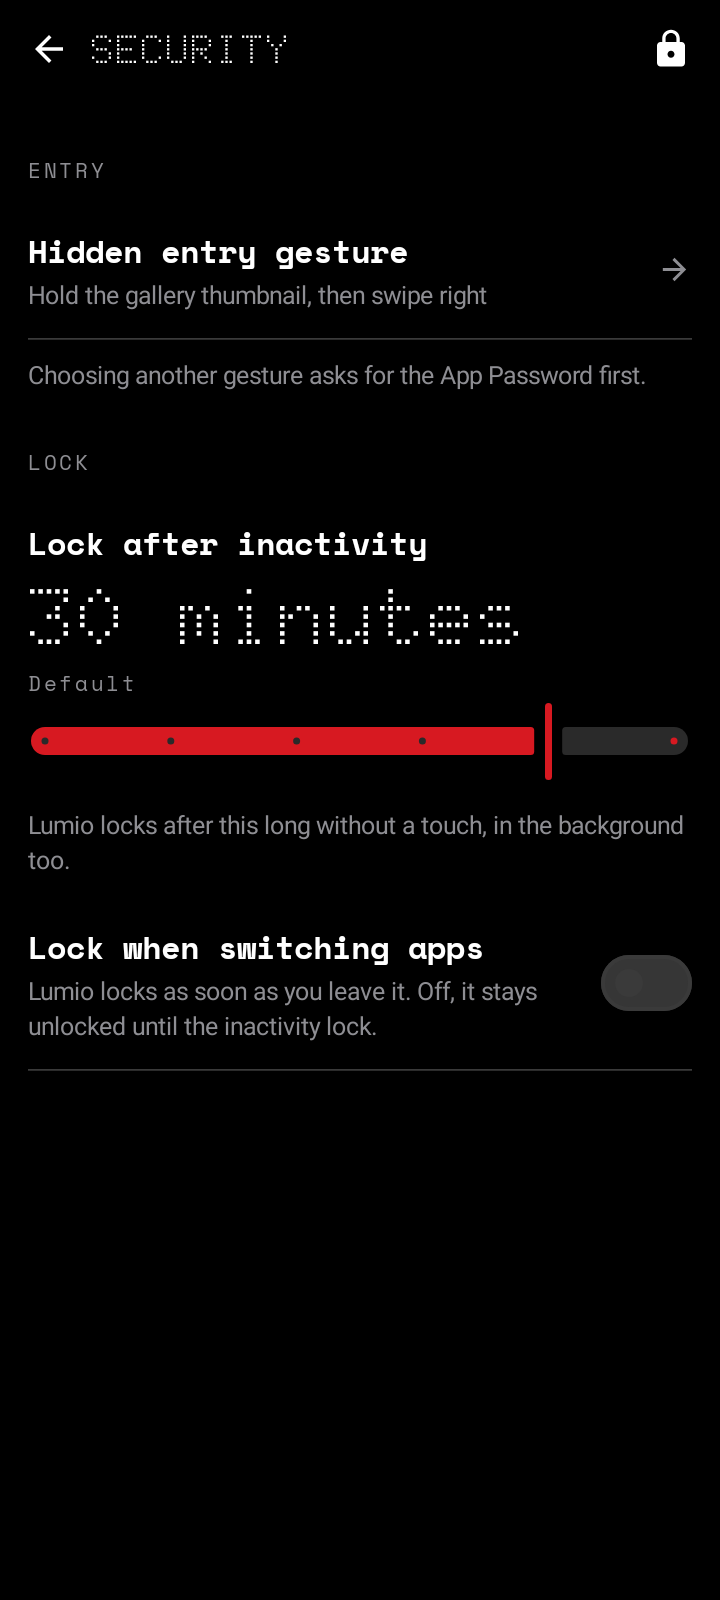 SECURITY
ENTRY
Hidden entry gesture
Hold the gallery thumbnail, then swipe right
Choosing another gesture asks for the App Password first.
LOCK
Lock after inactivity
30 minutes
Default
Lumio locks after this long without a touch, in the background
too.
Lock when switching apps
Lumio locks as soon as you leave it. Off, it stays
unlocked until the inactivity lock.